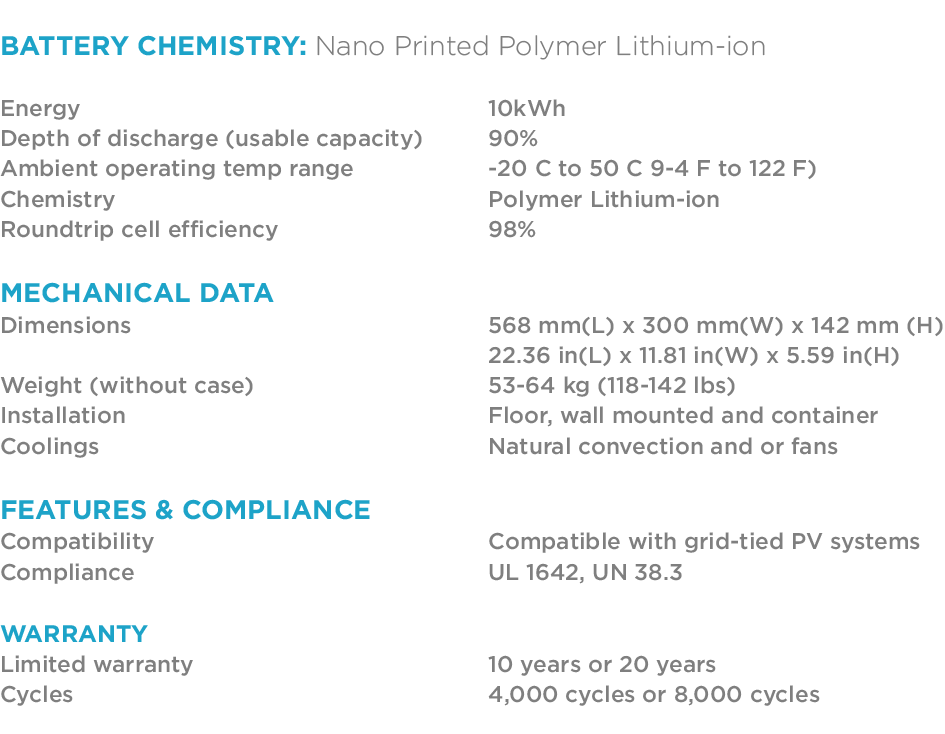 BATTERY CHEMISTRY: Nano Printed Polymer Lithium-ion
Energy 10kWh
Depth of discharge (usable capacity) 90%
Ambient operating temp range -20 C to 50 C 9-4 F to 122 F)
Chemistry Polymer Lithium-ion
Roundtrip cell efficiency 98%
MECHANICAL DATA
Dimensions 568 mm(L) x 300 mm(W) x 142 mm (H)
22.36 in(L) x 11.81 in(W) x 5.59 in(H)
Weight (without case) 53-64 kg (118-142 lbs)
Installation Floor, wall mounted and container
Coolings Natural convection and or fans
FEATURES & COMPLIANCE
Compatibility Compatible with grid-tied PV systems
Compliance UL 1642, UN 38.3
WARRANTY
Limited warranty 10 years or 20 years
Cycles 4,000 cycles or 8,000 cycles